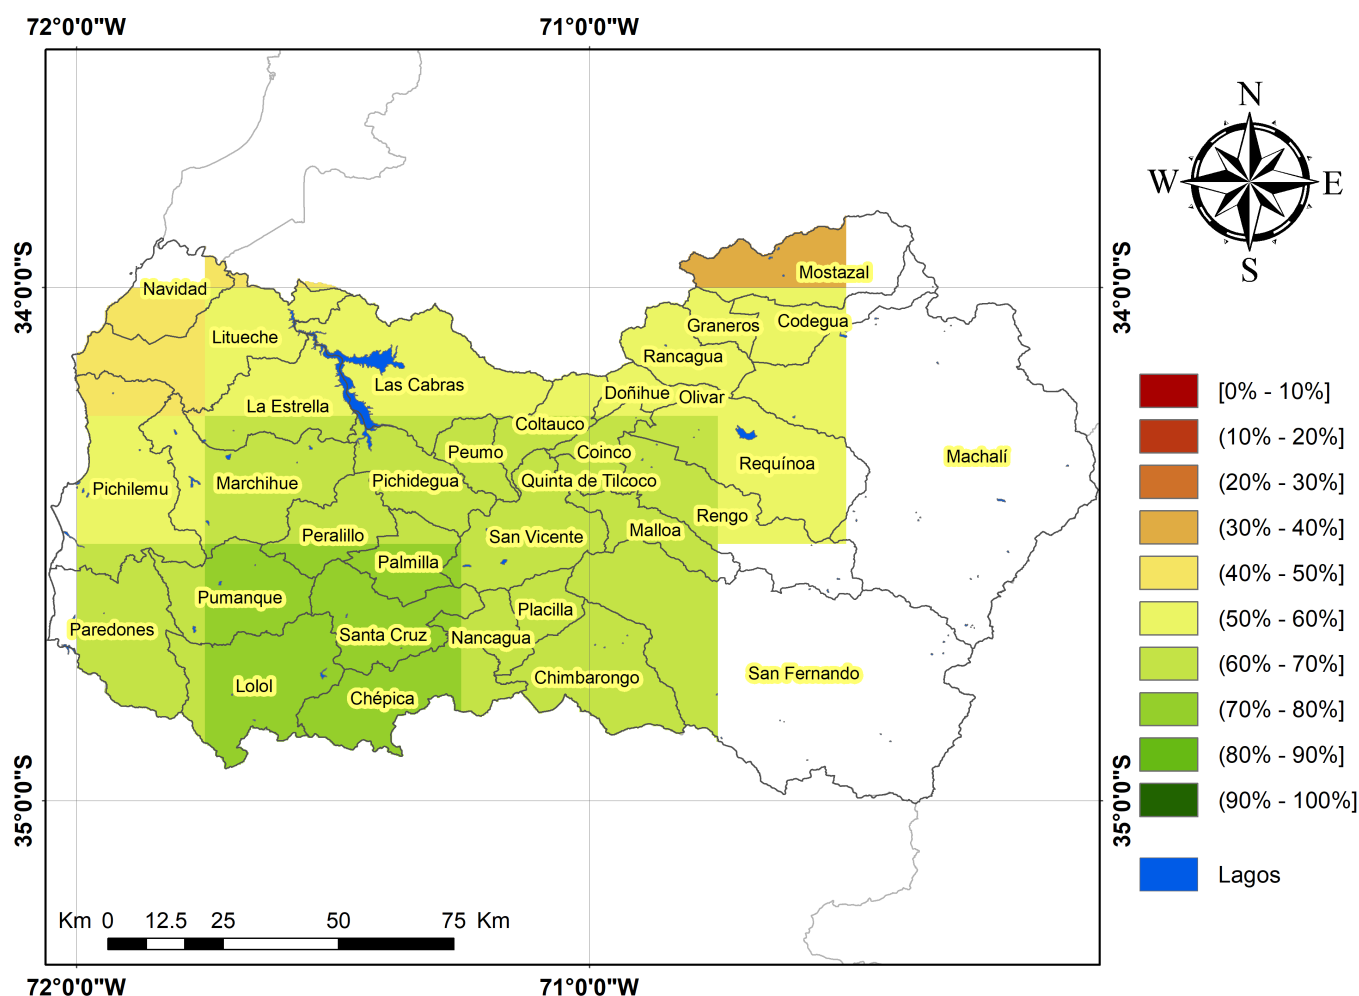 72°0'0"W
71°0'0"W
N
W
E
S
34°0'0"S
34°0'0"S
Mostazal
Navidad
Codegua
Graneros
Litueche
Rancagua
Las Cabras
Doñihue
Olivar
La Estrella
Coltauco
Peumo
Coinco
Machalí
Requínoa
Marchihue
Pichidegua
Quinta de Tilcoco
Pichilemu
Rengo
Malloa
Peralillo
San Vicente
Palmilla
Pumanque
Placilla
Paredones
Santa Cruz
Nancagua
San Fernando
Chimbarongo
Lolol
Chépica
[0% - 10%]
(10% - 20%]
(20% - 30%]
(30% - 40%]
(40% - 50%]
(50% - 60%]
(60% - 70%]
(70% - 80%]
(80% - 90%]
(90% - 100%]
Lagos
35°0'0"S
35°0'0"S
Km 0 12.5 25 50 75 Km
72°0'0"W
71°0'0"W